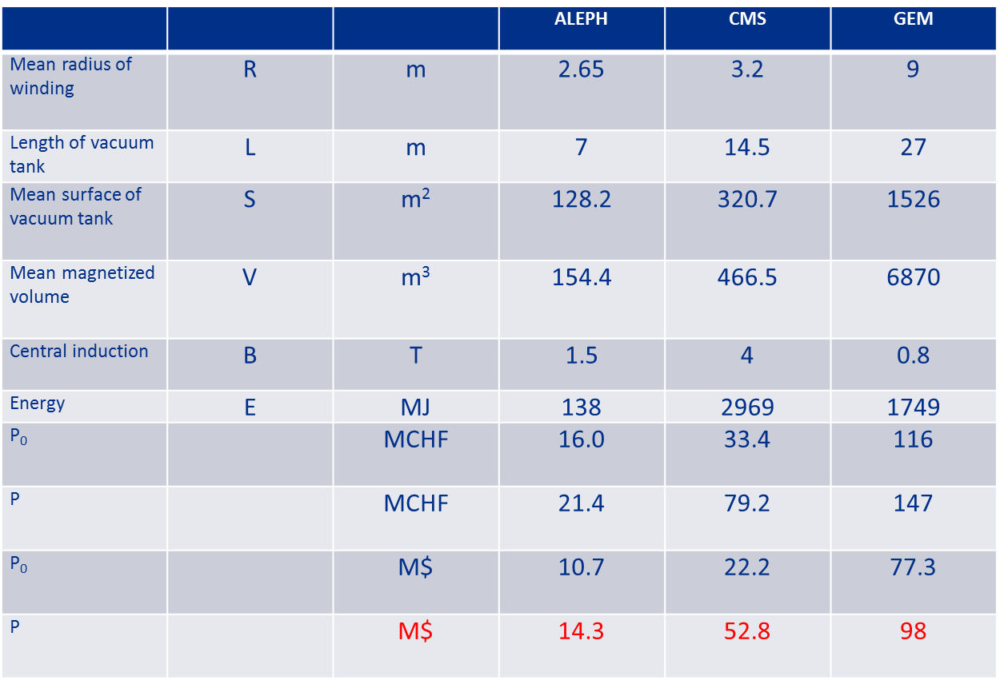 ALEPH CMS GEM
Mean radius of
winding R m 2.65 3.2 9
Length of vacuum
tank L m 7 14.5 27
Mean surface of
vacuum tank S m² 128.2 320.7 1526
Mean magnetized
volume V m³ 154.4 466.5 6870
Central induction B T 1.5 4 0.8
Energy E MJ 138 2969 1749
P₀ MCHF 16.0 33.4 116
P MCHF 21.4 79.2 147
P₀ M$ 10.7 22.2 77.3
P M$ 14.3 52.8 98